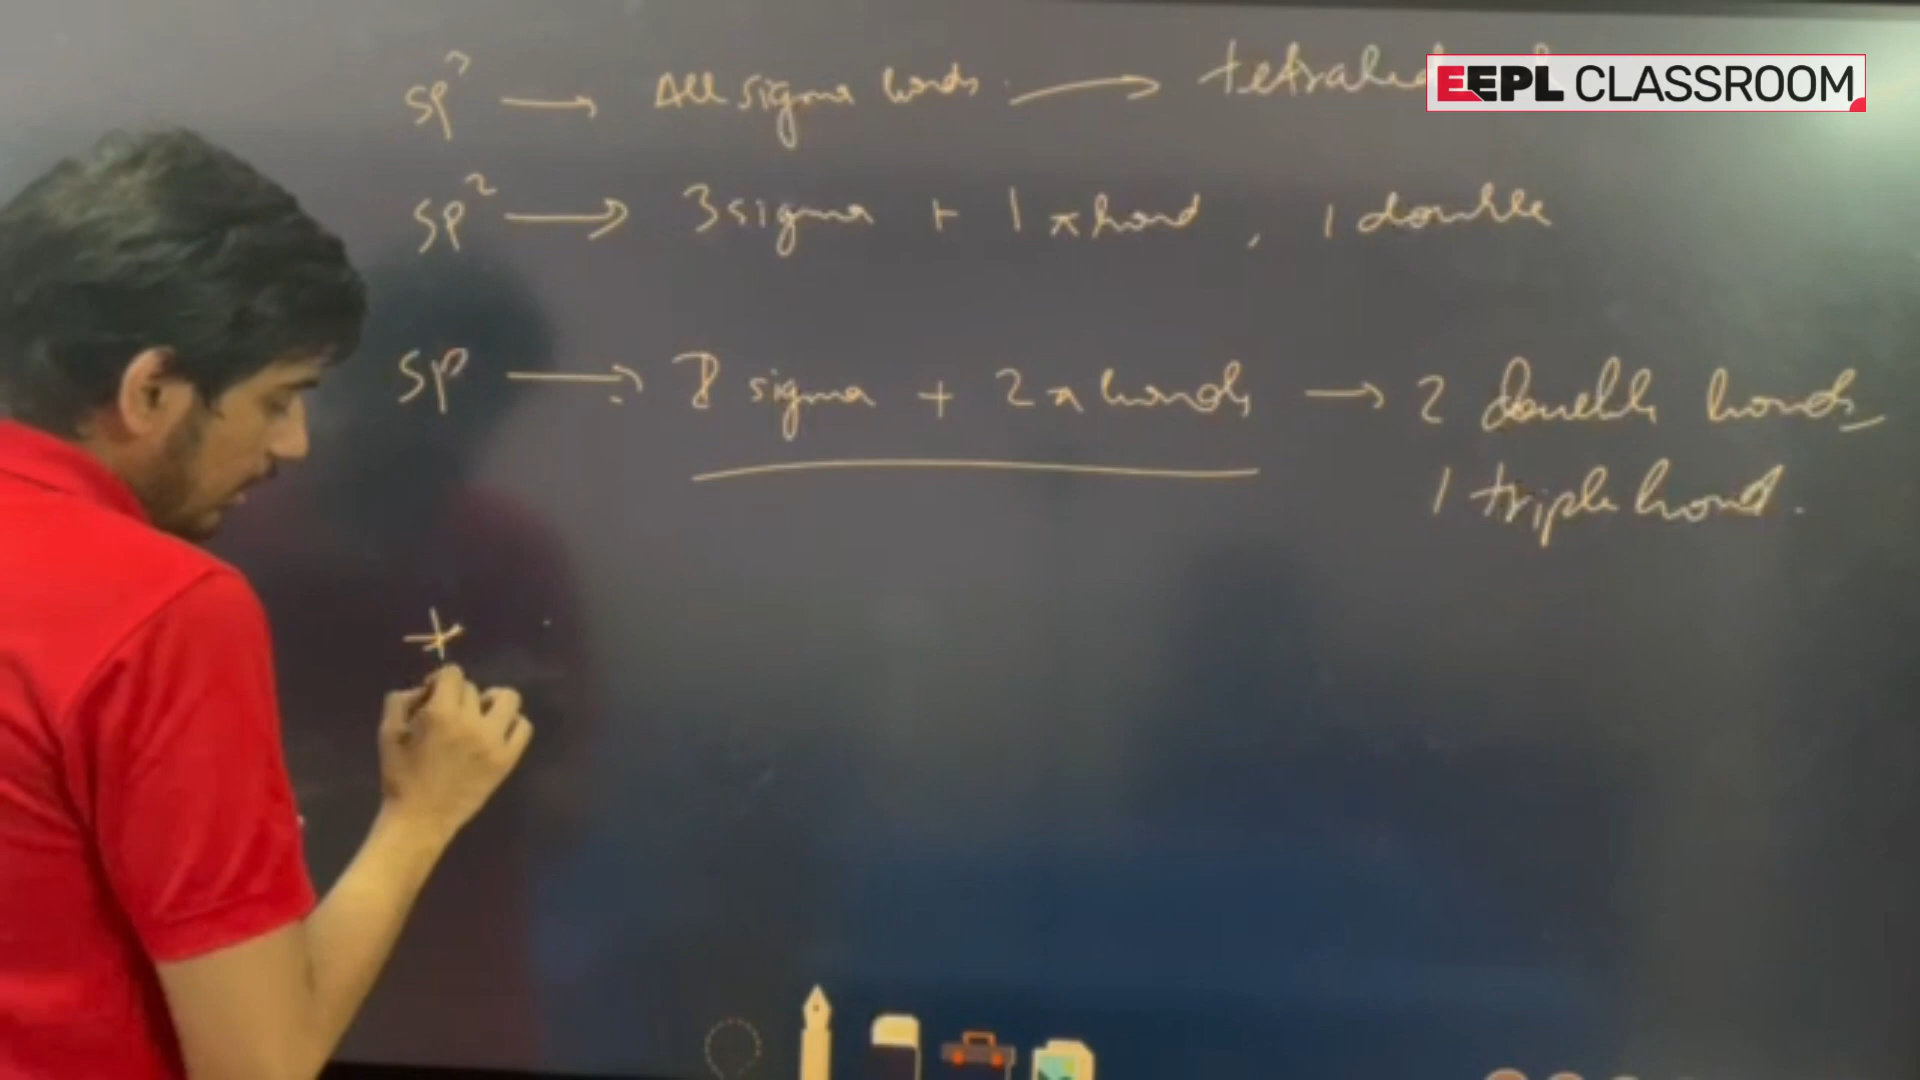 sp³ → All sigma bonds. → tetrahed
EEPL CLASSROOM
sp² → 3 sigma + 1 π bond, 1 double
sp → 2 sigma + 2 π bonds → 2 double bonds
1 triple bond.